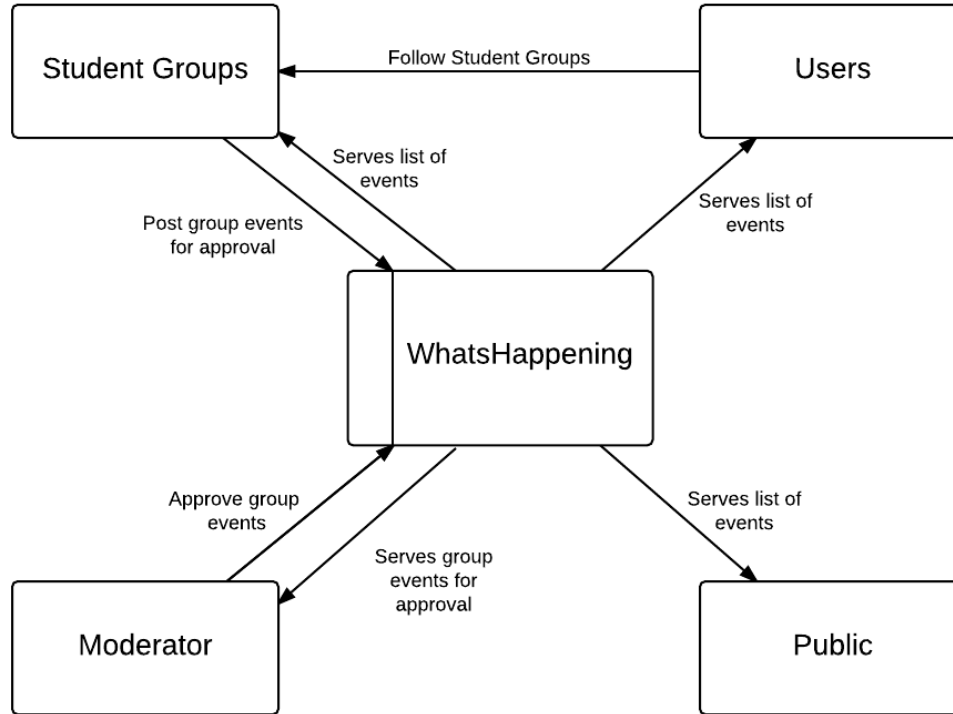 Student Groups
Follow Student Groups
Users
Serves list of
events
Post group events
for approval
Serves list of
events
WhatsHappening
Approve group
events
Serves group
events for
approval
Serves list of
events
Moderator
Public